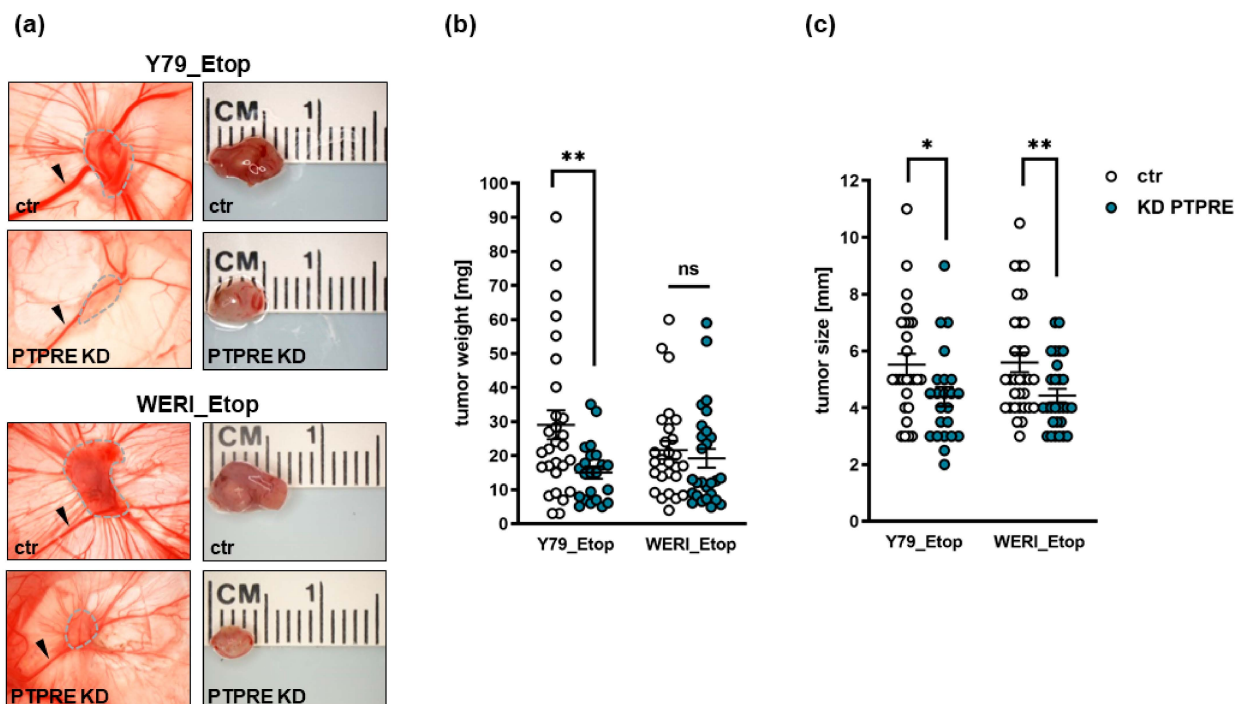 (a)
Y79_Etop
ctr
CM 1
ctr
PTPRE KD
CM 1
PTPRE KD
WERI_Etop
ctr
CM 1
ctr
PTPRE KD
CM 1
PTPRE KD
(b)
tumor weight [mg]
100
90
80
70
60
50
40
30
20
10
0
**
ns
Y79_Etop WERI_Etop
(c)
tumor size [mm]
12
10
8
6
4
2
0
*
**
Y79_Etop WERI_Etop
ctr
KD PTPRE